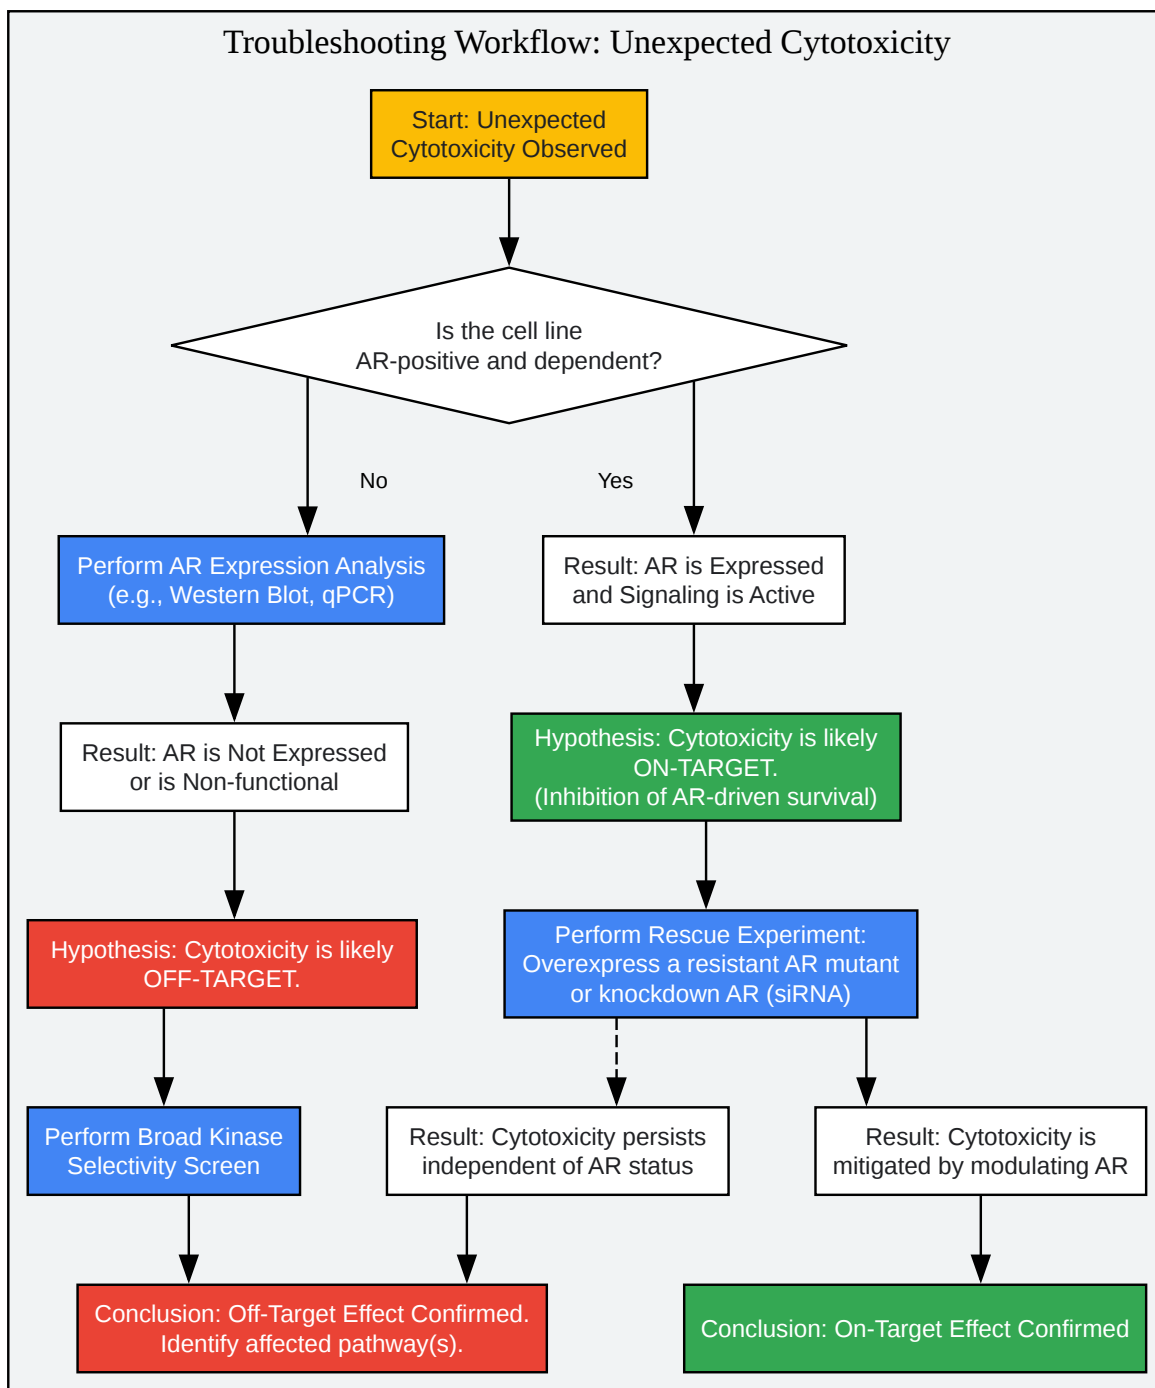 Troubleshooting Workflow: Unexpected Cytotoxicity
Start: Unexpected
Cytotoxicity Observed
Is the cell line
AR-positive and dependent?
No
Yes
Perform AR Expression Analysis
(e.g., Western Blot, qPCR)
Result: AR is Expressed
and Signaling is Active
Result: AR is Not Expressed
or is Non-functional
Hypothesis: Cytotoxicity is likely
ON-TARGET.
(Inhibition of AR-driven survival)
Hypothesis: Cytotoxicity is likely
OFF-TARGET.
Perform Rescue Experiment:
Overexpress a resistant AR mutant
or knockdown AR (siRNA)
Perform Broad Kinase
Selectivity Screen
Result: Cytotoxicity persists
independent of AR status
Result: Cytotoxicity is
mitigated by modulating AR
Conclusion: Off-Target Effect Confirmed.
Identify affected pathway(s).
Conclusion: On-Target Effect Confirmed